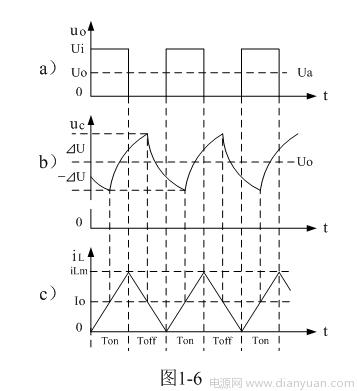 uo
Ui
a） Uo Ua
0 t
uc
ΔU
b） Uo
－ΔU
0 t
iL
iLm
c） Io
0 t
Ton Toff Ton Toff Ton
图1-6
电源网 www.dianyuan.com